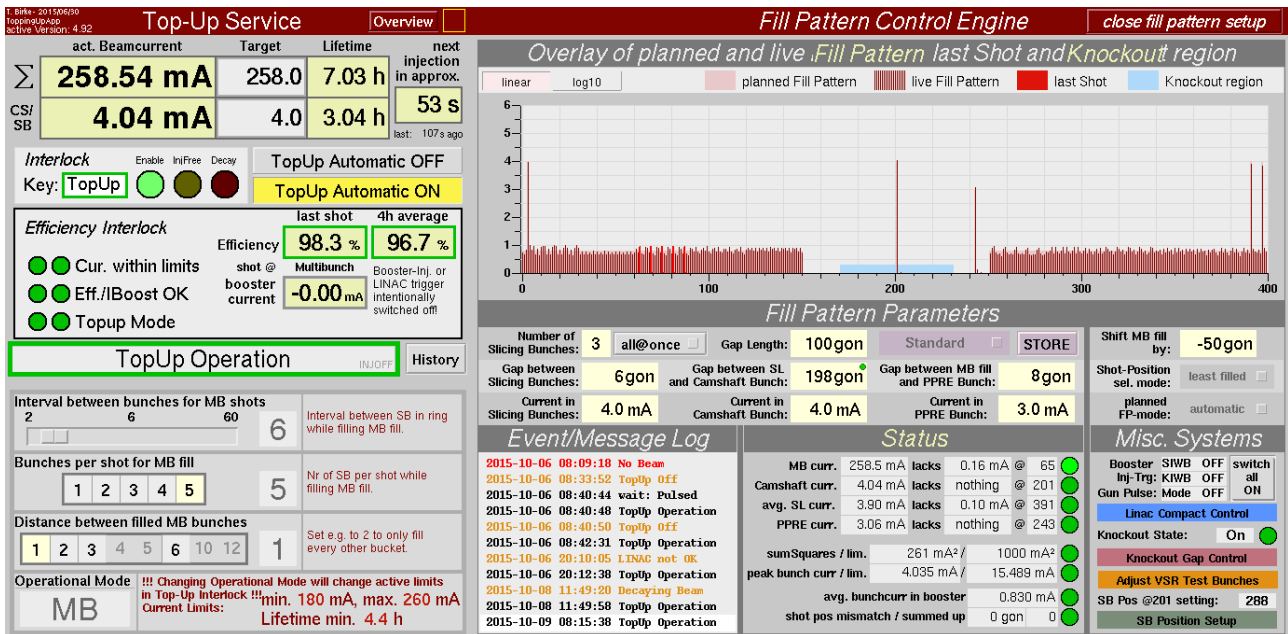 T. Birke - 2015/06/30
ToppingUpApp
active Version: 4.92
Top-Up Service
Overview
act. Beamcurrent Target Lifetime next injection in approx.
Σ 258.54 mA 258.0 7.03 h
CS/SB 4.04 mA 4.0 3.04 h 53 s
last: 107s ago
Interlock Enable InjFree Decay
Key: TopUp
TopUp Automatic OFF
TopUp Automatic ON
Efficiency Interlock
last shot 4h average
Efficiency 98.3 % 96.7 %
Cur. within limits
Eff./IBoost OK
Topup Mode
shot @ booster current
Multibunch
-0.00 mA
Booster-Inj. or
LINAC trigger
intentionally
switched off!
TopUp Operation INJOFF
History
Interval between bunches for MB shots
2 6 60
6
Interval between SB in ring
while filling MB fill.
Bunches per shot for MB fill
1 2 3 4 5
5
Nr of SB per shot while
filling MB fill.
Distance between filled MB bunches
1 2 3 4 5 6 10 12
1
Set e.g. to 2 to only fill
every other bucket.
Operational Mode
MB
!!! Changing Operational Mode will change active limits
in Top-Up Interlock !!!
Current Limits: min. 180 mA, max. 260 mA
Lifetime min. 4.4 h
Fill Pattern Control Engine
close fill pattern setup
Overlay of planned and live Fill Pattern, last Shot and Knockout region
linear log10
planned Fill Pattern live Fill Pattern last Shot Knockout region
6
5
4
3
2
1
0
0 100 200 300 400
Fill Pattern Parameters
Number of Slicing Bunches: 3 all@once Gap Length: 100gon Standard STORE
Gap between Slicing Bunches: 6gon Gap between SL and Camshaft Bunch: 198gon Gap between MB fill and PPRE Bunch: 8gon
Current in Slicing Bunches: 4.0 mA Current in Camshaft Bunch: 4.0 mA Current in PPRE Bunch: 3.0 mA
Shift MB fill by: -50gon
Shot-Position sel. mode: least filled
planned FP-mode: automatic
Event/Message Log
2015-10-06 08:09:18 No Beam
2015-10-06 08:33:52 TopUp Off
2015-10-06 08:40:44 wait: Pulsed
2015-10-06 08:40:48 TopUp Operation
2015-10-06 08:40:50 TopUp Off
2015-10-06 08:42:31 TopUp Operation
2015-10-06 20:10:05 LINAC not OK
2015-10-06 20:12:38 TopUp Operation
2015-10-08 11:49:20 Decaying Beam
2015-10-08 11:49:58 TopUp Operation
2015-10-09 08:15:38 TopUp Operation
Status
MB curr. 258.5 mA lacks 0.16 mA @ 65
Camshaft curr. 4.04 mA lacks nothing @ 201
avg. SL curr. 3.90 mA lacks 0.10 mA @ 391
PPRE curr. 3.06 mA lacks nothing @ 243
sumSquares / lim. 261 mA² / 1000 mA²
peak bunch curr / lim. 4.035 mA / 15.489 mA
avg. bunchcurr in booster 0.830 mA
shot pos mismatch / summed up 0 gon 0
Misc. Systems
Booster SIWB OFF
Inj-Trg: KIWB OFF
Gun Pulse: Mode OFF
switch all ON
Linac Compact Control
Knockout State: On
Knockout Gap Control
Adjust VSR Test Bunches
SB Pos @201 setting: 288
SB Position Setup